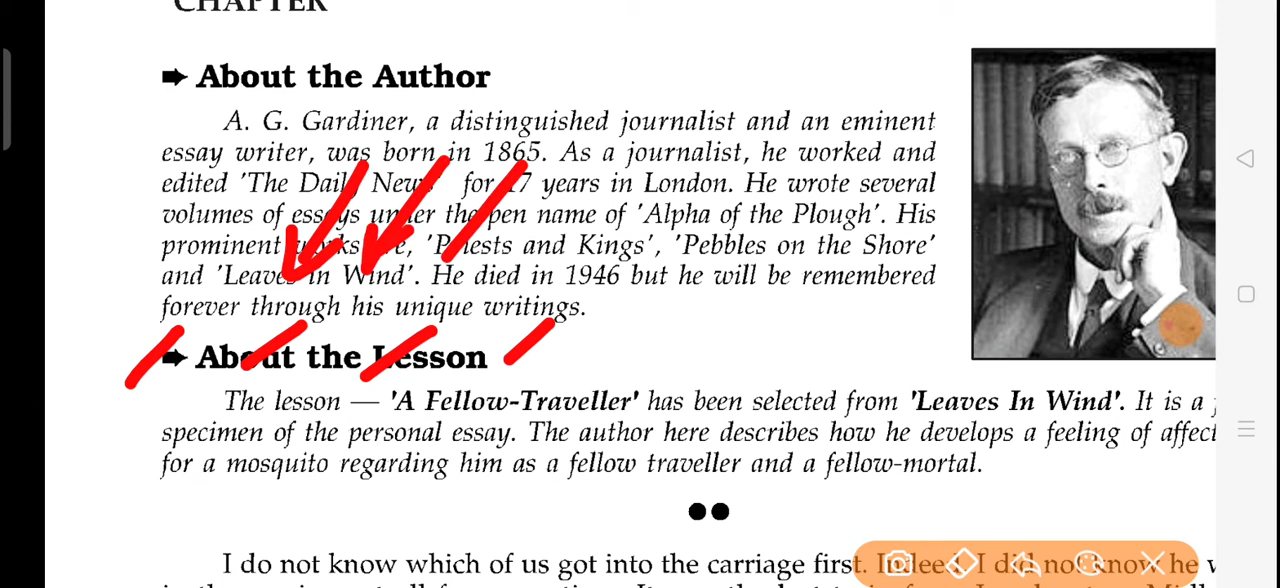 CHAPTER
About the Author
A. G. Gardiner, a distinguished journalist and an eminent
essay writer, was born in 1865. As a journalist, he worked and
edited 'The Daily News' for 17 years in London. He wrote several
volumes of essays under the pen name of 'Alpha of the Plough'. His
prominent works are, 'Priests and Kings', 'Pebbles on the Shore'
and 'Leaves in Wind'. He died in 1946 but he will be remembered
forever through his unique writings.
About the Lesson
The lesson — 'A Fellow-Traveller' has been selected from 'Leaves In Wind'. It is a
specimen of the personal essay. The author here describes how he develops a feeling of affect
for a mosquito regarding him as a fellow traveller and a fellow-mortal.
I do not know which of us got into the carriage first. Indeed I did not know he